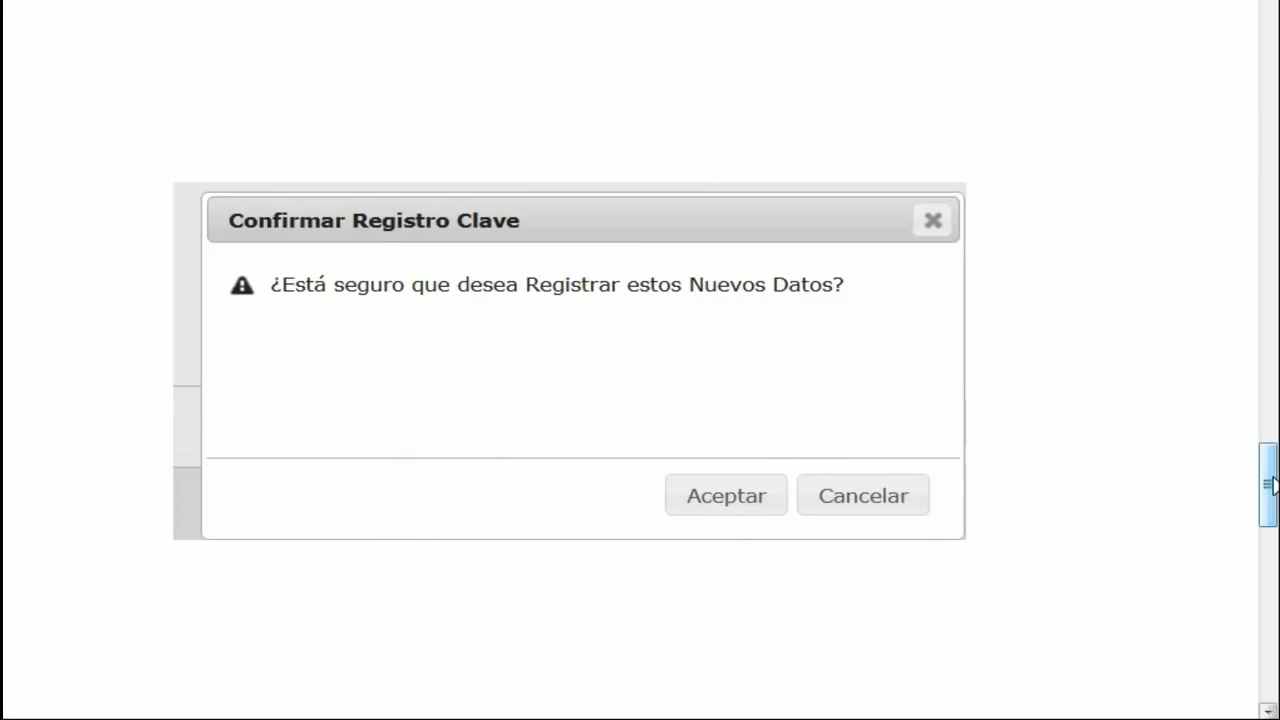 Confirmar Registro Clave
¿Está seguro que desea Registrar estos Nuevos Datos?
Aceptar Cancelar